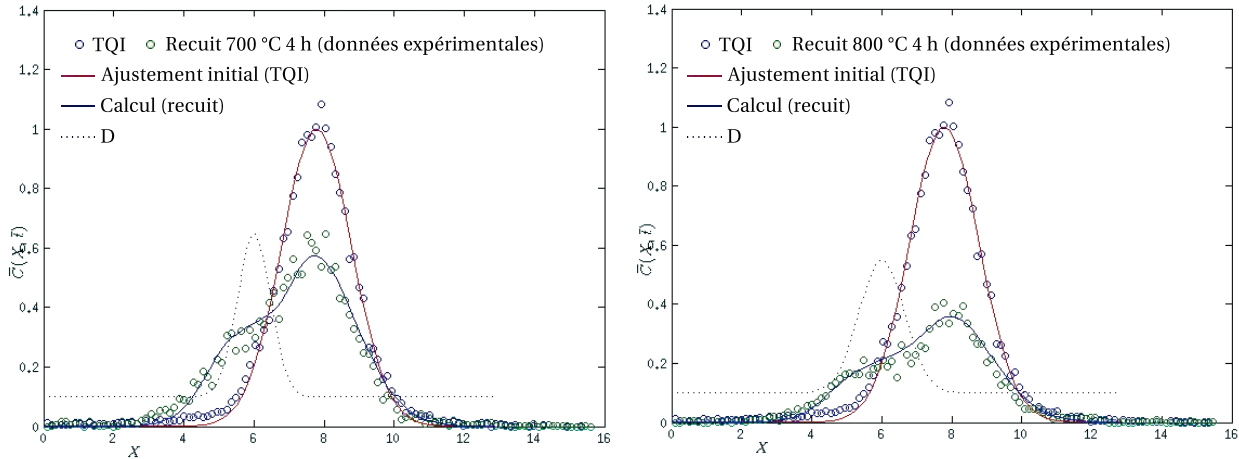 TQI Recuit 700 °C 4 h (données expérimentales)
Ajustement initial (TQI)
Calcul (recuit)
D
1.4
1.2
1
0.8
0.6
0.4
0.2
0
0 2 4 6 8 10 12 14 16
X
C̅(X, t̅)
TQI Recuit 800 °C 4 h (données expérimentales)
Ajustement initial (TQI)
Calcul (recuit)
D
1.4
1.2
1
0.8
0.6
0.4
0.2
0
0 2 4 6 8 10 12 14 16
X
C̅(X, t̅)